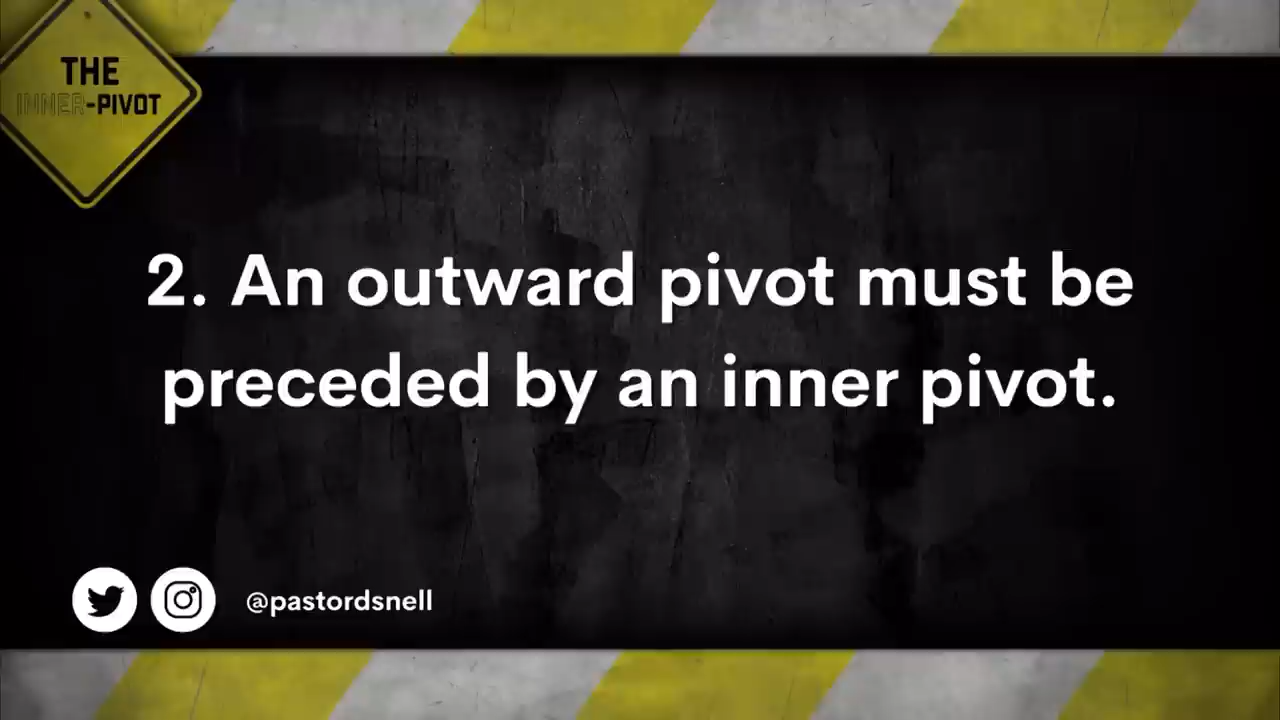 THE
INNER-PIVOT
2. An outward pivot must be
preceded by an inner pivot.
@pastordsnell